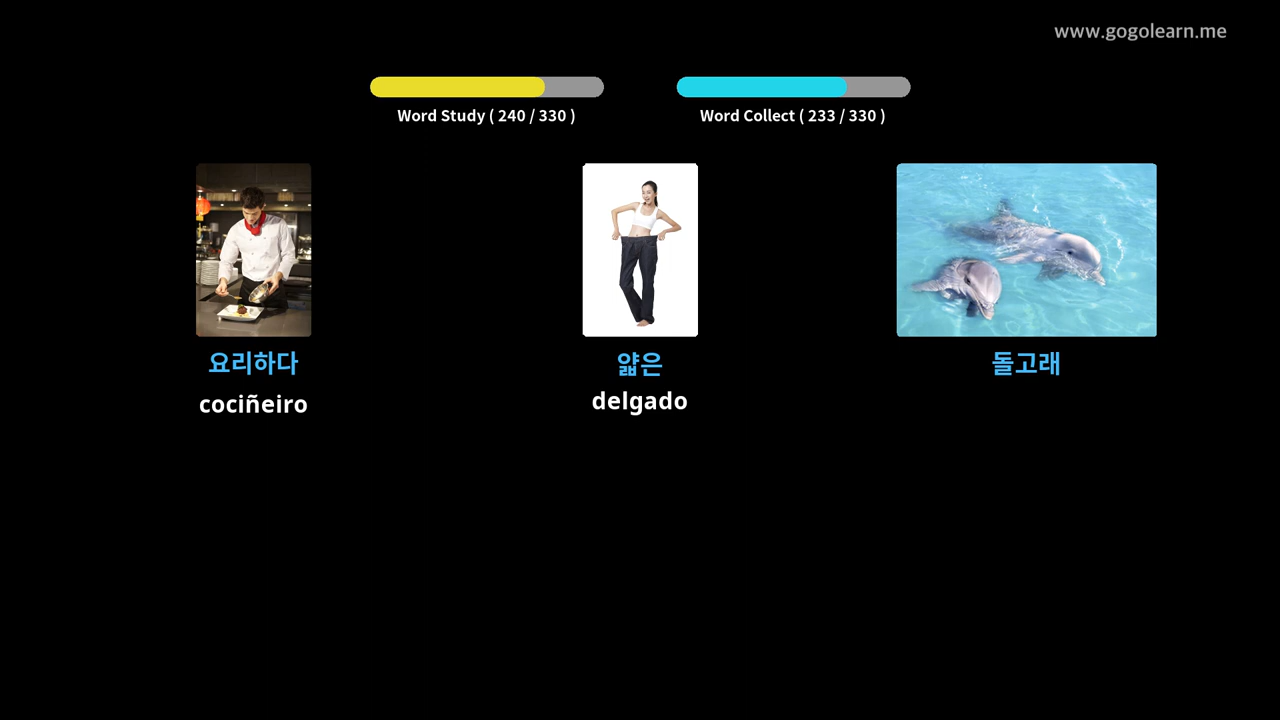 www.gogolearn.me
Word Study ( 240 / 330 )
Word Collect ( 233 / 330 )
요리하다
얇은
돌고래
cociñeiro
delgado